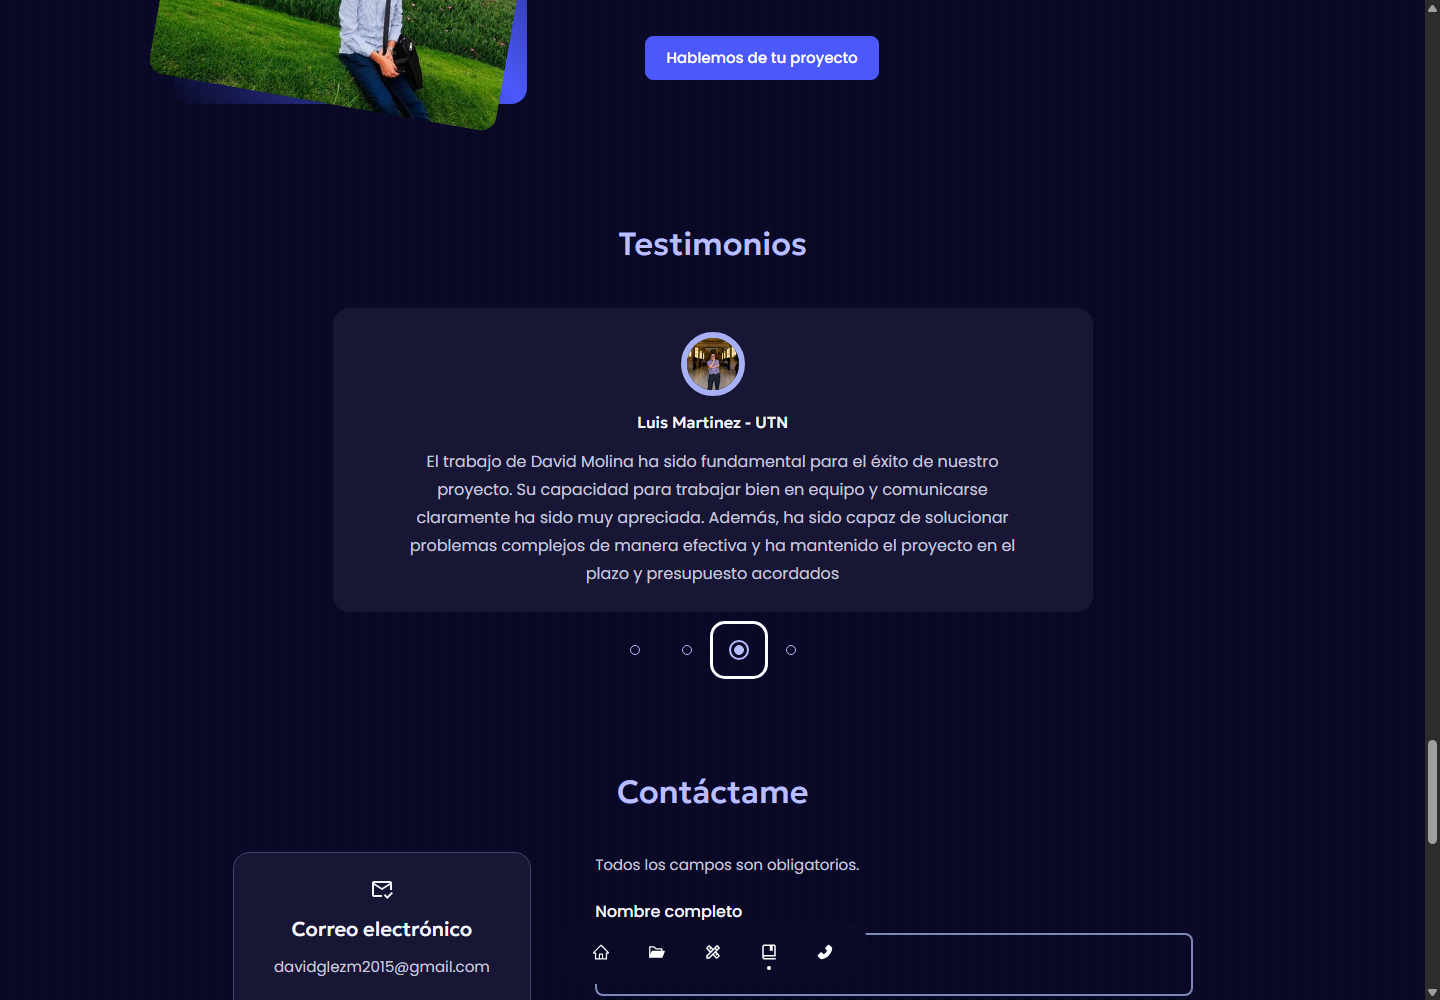 Hablemos de tu proyecto
Testimonios
Luis Martinez - UTN
El trabajo de David Molina ha sido fundamental para el éxito de nuestro
proyecto. Su capacidad para trabajar bien en equipo y comunicarse
claramente ha sido muy apreciada. Además, ha sido capaz de solucionar
problemas complejos de manera efectiva y ha mantenido el proyecto en el
plazo y presupuesto acordados
Contáctame
Correo electrónico
davidglezm2015@gmail.com
Todos los campos son obligatorios.
Nombre completo